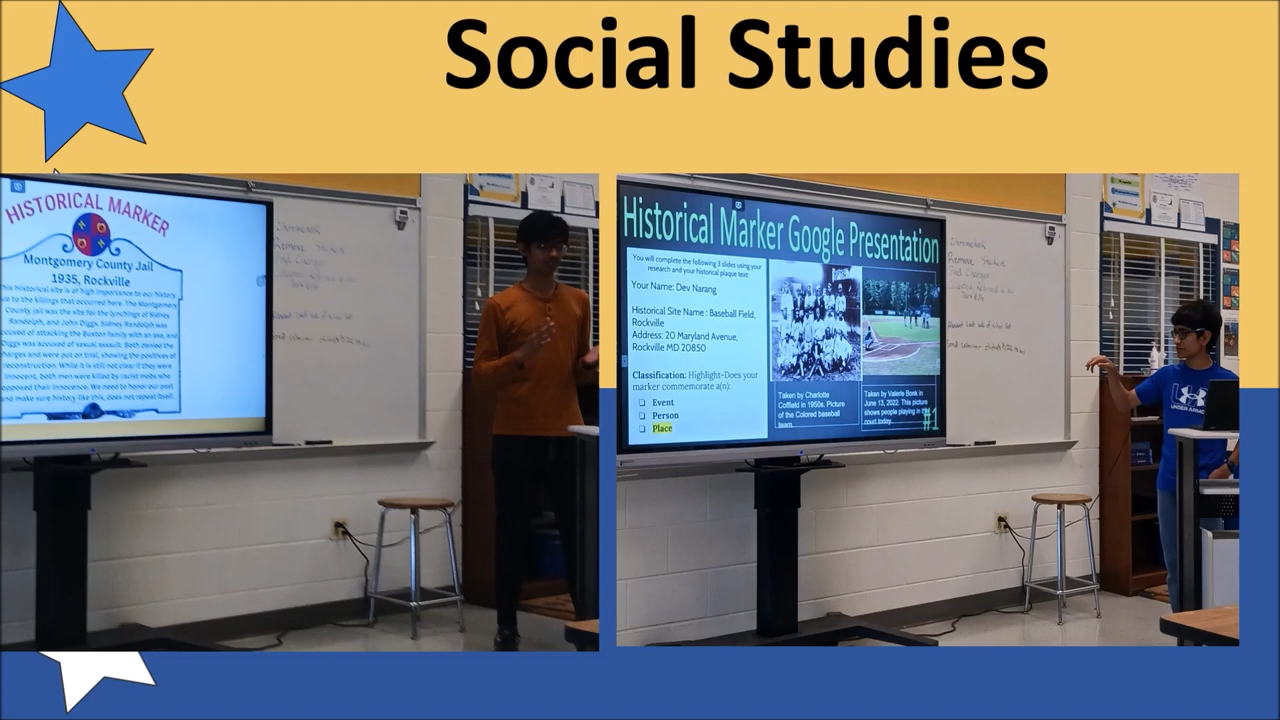 Social Studies
HISTORICAL MARKER
Montgomery County Jail
1935, Rockville
This historical site is of high importance to our history
due to the killings that occurred here. The Montgomery
County jail was the site for the lynchings of Sidney
Randolph, and John Diggs. Sidney Randolph was
accused of attacking the Buxton family with an axe, and
Diggs was accused of sexual assault. Both denied the
charges and were put on trial, showing the positives of
reconstruction. While it is still not clear if they were
innocent, both men were killed by racist mobs who
opposed their innocence. We need to honor our past
and make sure history like this, does not repeat itself.
Chromebook
Remove Students
Historical Marker Google Presentation
You will complete the following 3 slides using your
research and your historical plaque text:
Your Name: Dev Narang
Historical Site Name : Baseball Field,
Rockville
Address: 20 Maryland Avenue,
Rockville MD 20850
Classification: Highlight-Does your
marker commemorate a(n):
Event
Person
Place
Taken by Charlotte
Coffield in 1950s. Picture
of the Colored baseball
team.
Taken by Valerie Bonk in
June 13, 2022. This picture
shows people playing in the
court today.
#1
Chromebook
Remove Students
UNDER ARMOUR